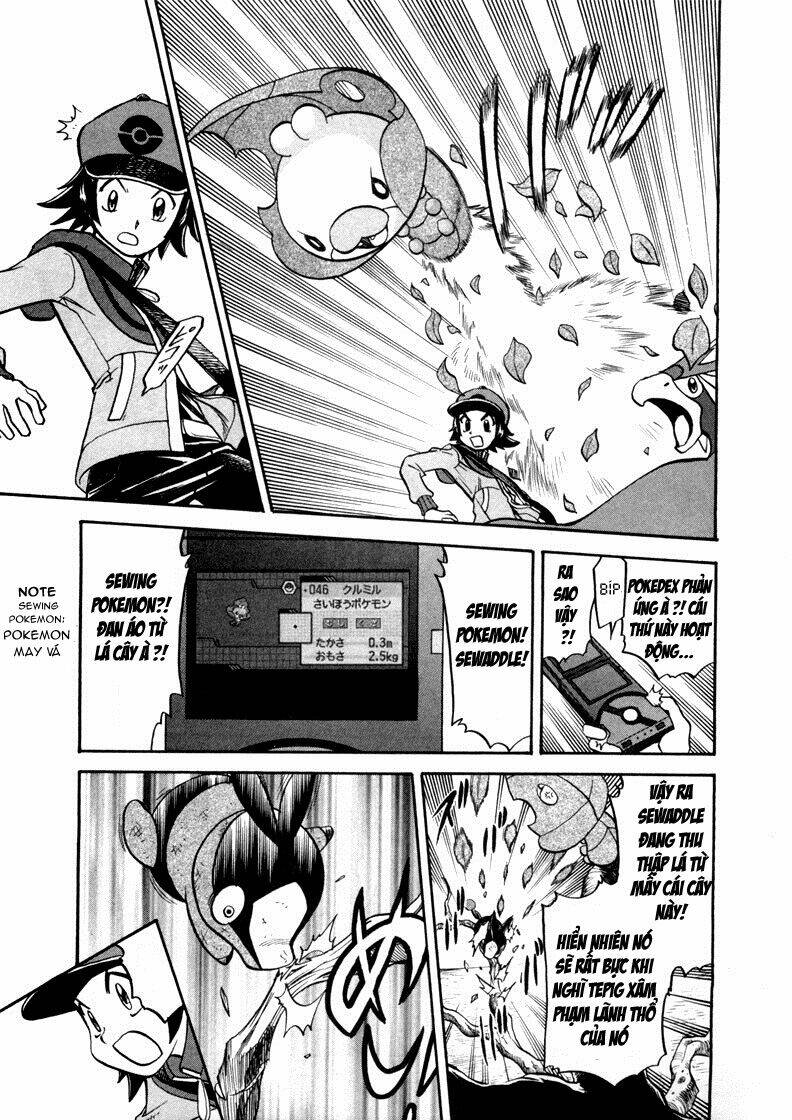 RA
SAO
VẬY
?!
BÍP
POKEDEX PHẢN
ỨNG À ?! CÁI
THỨ NÀY HOẠT
ĐỘNG...
SEWING
POKEMON!
SEWADDLE!
046 クルミル
さいほうポケモン
たかさ 0.3m
おもさ 2.5kg
SEWING
POKEMON?!
ĐAN ÁO TỪ
LÁ CÂY À ?!
NOTE
SEWING
POKEMON:
POKEMON
MAY VÁ
VẬY RA
SEWADDLE
ĐANG THU
THẬP LÁ TỪ
MẤY CÁI CÂY
NÀY!
HIỂN NHIÊN NÓ
SẼ RẤT BỰC KHI
NGHĨ TEPIG XÂM
PHẠM LÃNH THỔ
CỦA NÓ